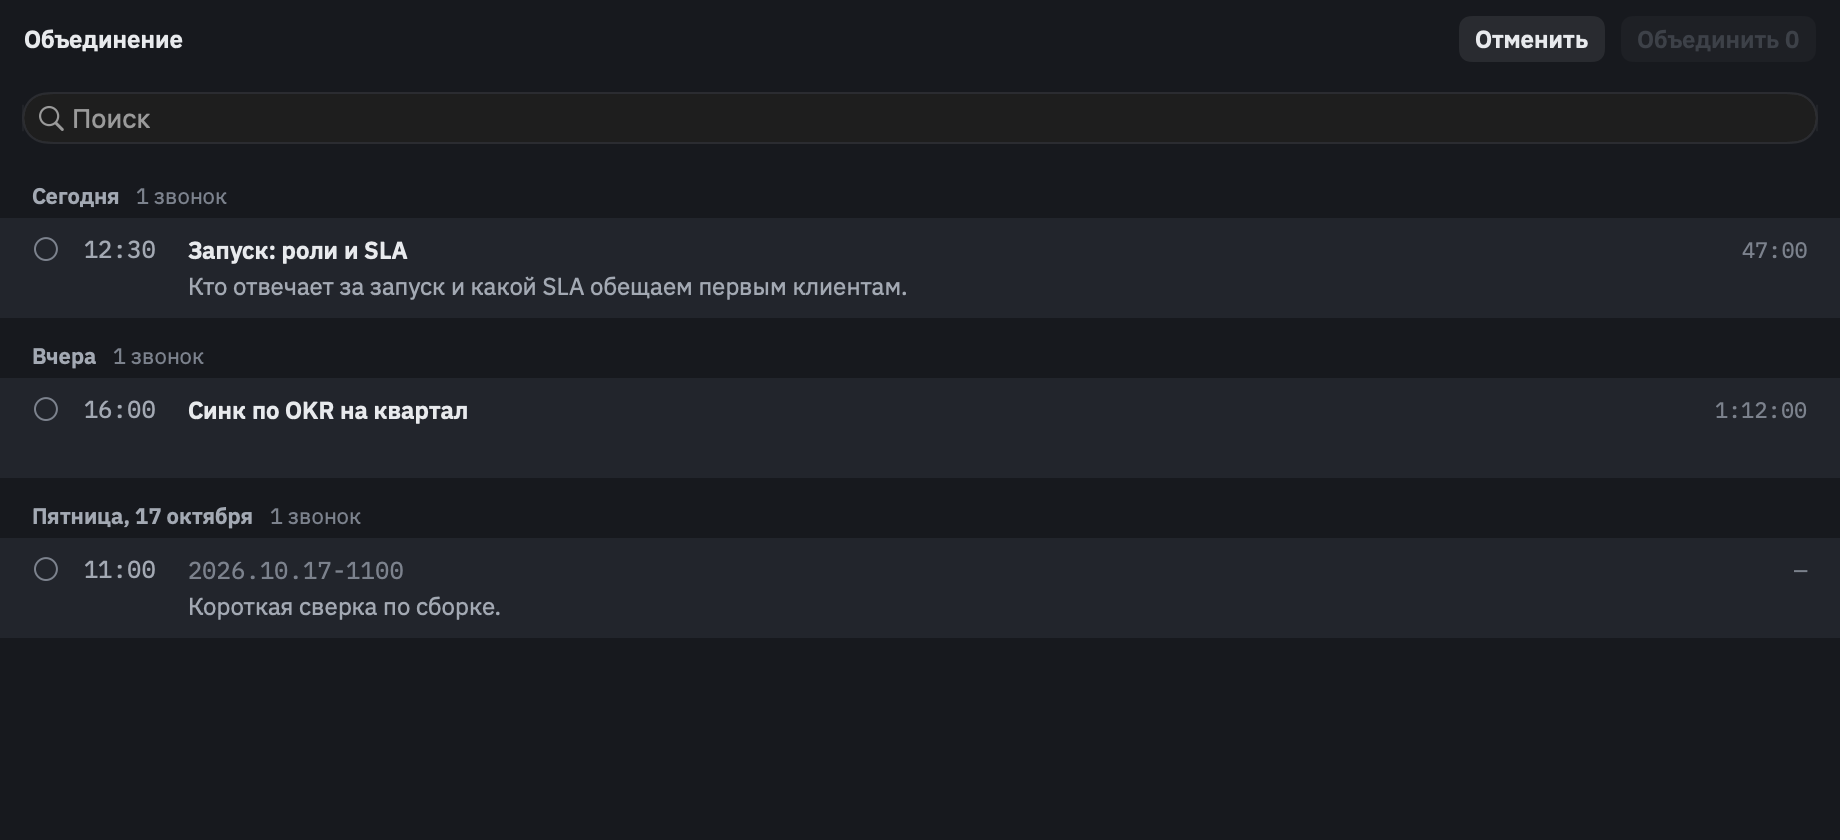 Объединение
Отменить
Объединить 0
Поиск
Сегодня 1 звонок
12:30 Запуск: роли и SLA 47:00
Кто отвечает за запуск и какой SLA обещаем первым клиентам.
Вчера 1 звонок
16:00 Синк по OKR на квартал 1:12:00
Пятница, 17 октября 1 звонок
11:00 2026.10.17-1100 –
Короткая сверка по сборке.